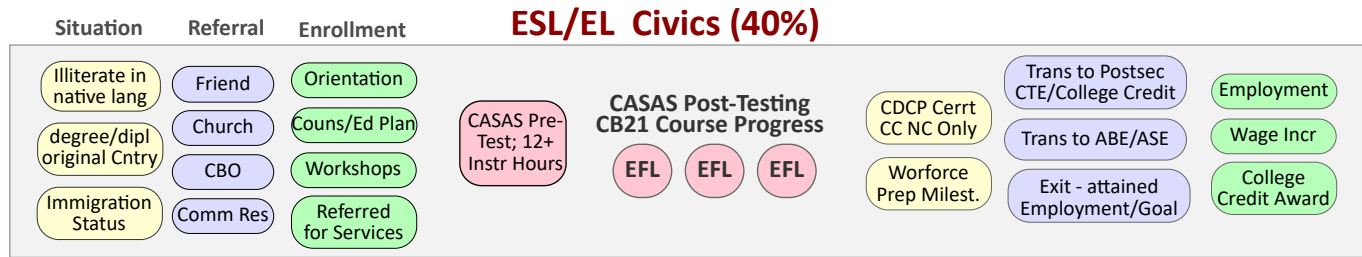 ESL/EL  Civics (40%)
Situation
Referral
Enrollment
Illiterate in
native lang
degree/dipl
original Cntry
Immigration
Status
Friend
Church
CBO
Comm Res
Orientation
Couns/Ed Plan
Workshops
Referred
for Services
CASAS Pre-
Test; 12+
Instr Hours
CASAS Post-Testing
CB21 Course Progress
EFL
EFL
EFL
CDCP Cerrt
CC NC Only
Worforce
Prep Milest.
Trans to Postsec
CTE/College Credit
Trans to ABE/ASE
Exit - attained
Employment/Goal
Employment
Wage Incr
College
Credit Award